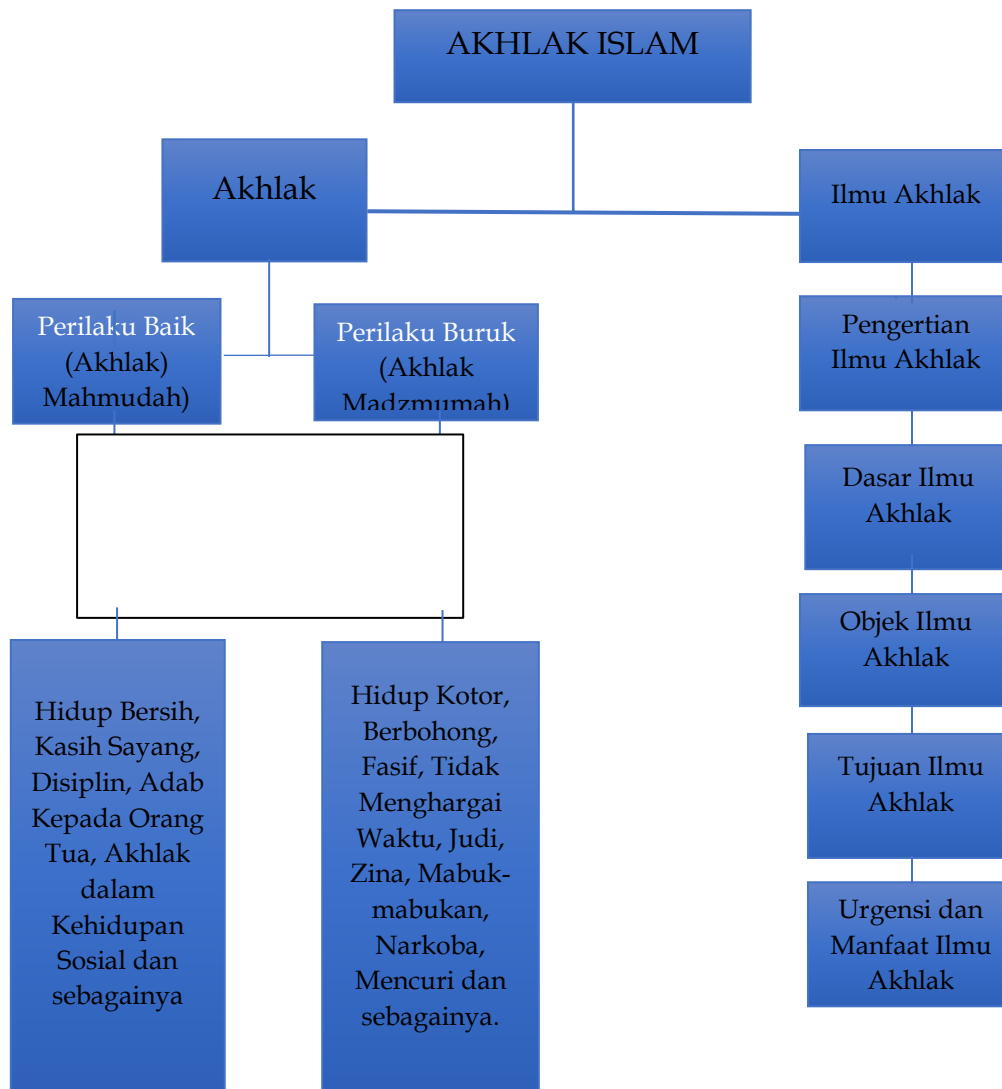 AKHLAK ISLAM
Akhlak
Ilmu Akhlak
Perilaku Baik
(Akhlak)
Mahmudah)
Perilaku Buruk
(Akhlak
Madzmumah)
Pengertian
Ilmu Akhlak
Dasar Ilmu
Akhlak
Objek Ilmu
Akhlak
Tujuan Ilmu
Akhlak
Urgensi dan
Manfaat Ilmu
Akhlak
Hidup Bersih,
Kasih Sayang,
Disiplin, Adab
Kepada Orang
Tua, Akhlak
dalam
Kehidupan
Sosial dan
sebagainya
Hidup Kotor,
Berbohong,
Fasif, Tidak
Menghargai
Waktu, Judi,
Zina, Mabuk-
mabukan,
Narkoba,
Mencuri dan
sebagainya.